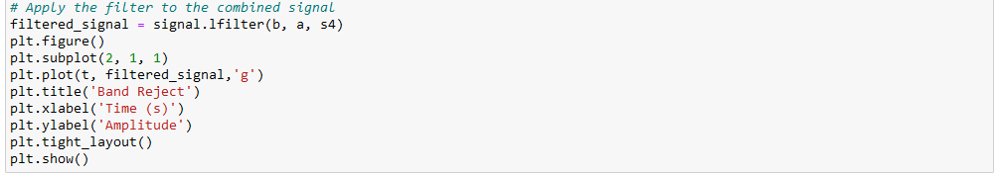 # Apply the filter to the combined signal
filtered_signal = signal.lfilter(b, a, s4)
plt.figure()
plt.subplot(2, 1, 1)
plt.plot(t, filtered_signal,'g')
plt.title('Band Reject')
plt.xlabel('Time (s)')
plt.ylabel('Amplitude')
plt.tight_layout()
plt.show()